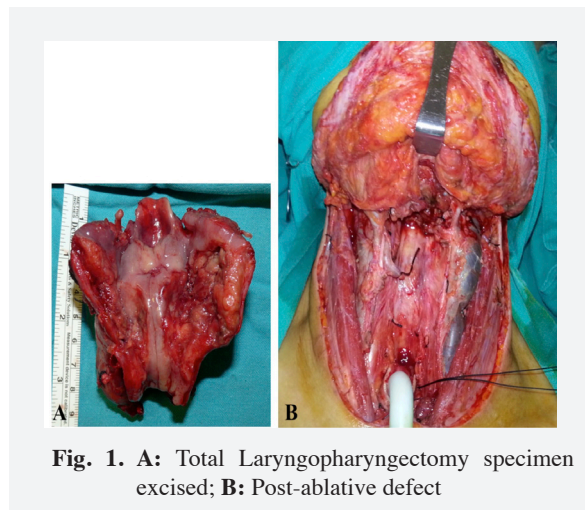 A
B
Fig. 1. A: Total Laryngopharyngectomy specimen
excised; B: Post-ablative defect